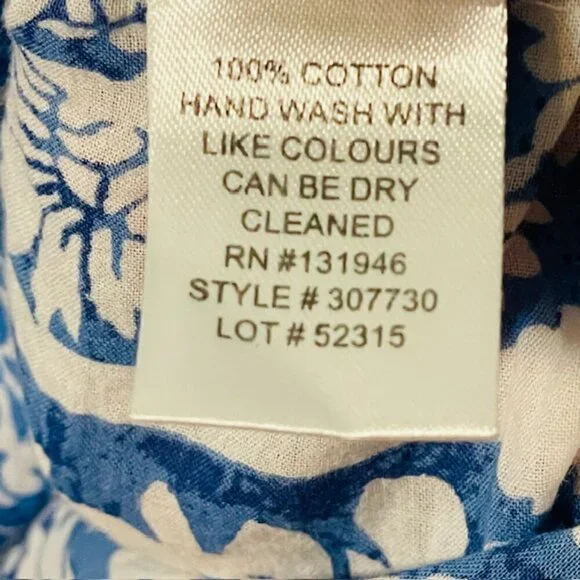 100% COTTON
HAND WASH WITH
LIKE COLOURS
CAN BE DRY
CLEANED
RN #131946
STYLE # 307730
LOT # 52315